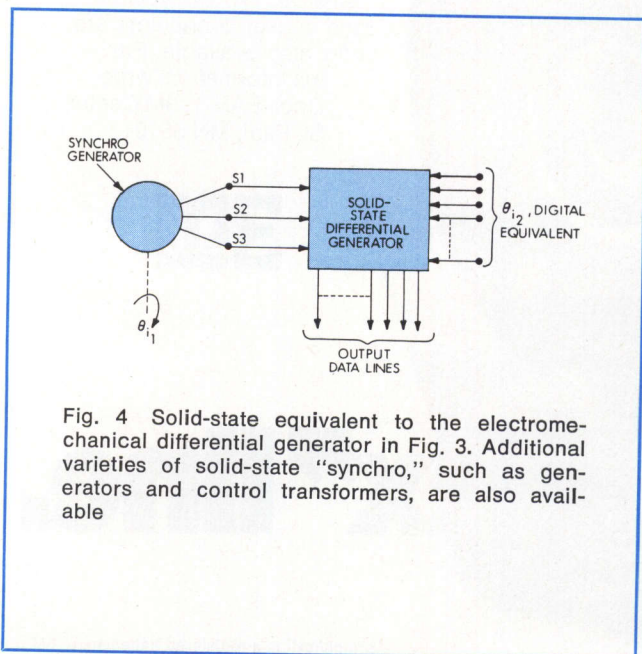 SYNCHRO
GENERATOR
S1
S2
S3
SOLID-
STATE
DIFFERENTIAL
GENERATOR
θi2, DIGITAL
EQUIVALENT
θi1
OUTPUT
DATA LINES
Fig. 4 Solid-state equivalent to the electrome-
chanical differential generator in Fig. 3. Additional
varieties of solid-state "synchro," such as gen-
erators and control transformers, are also avail-
able